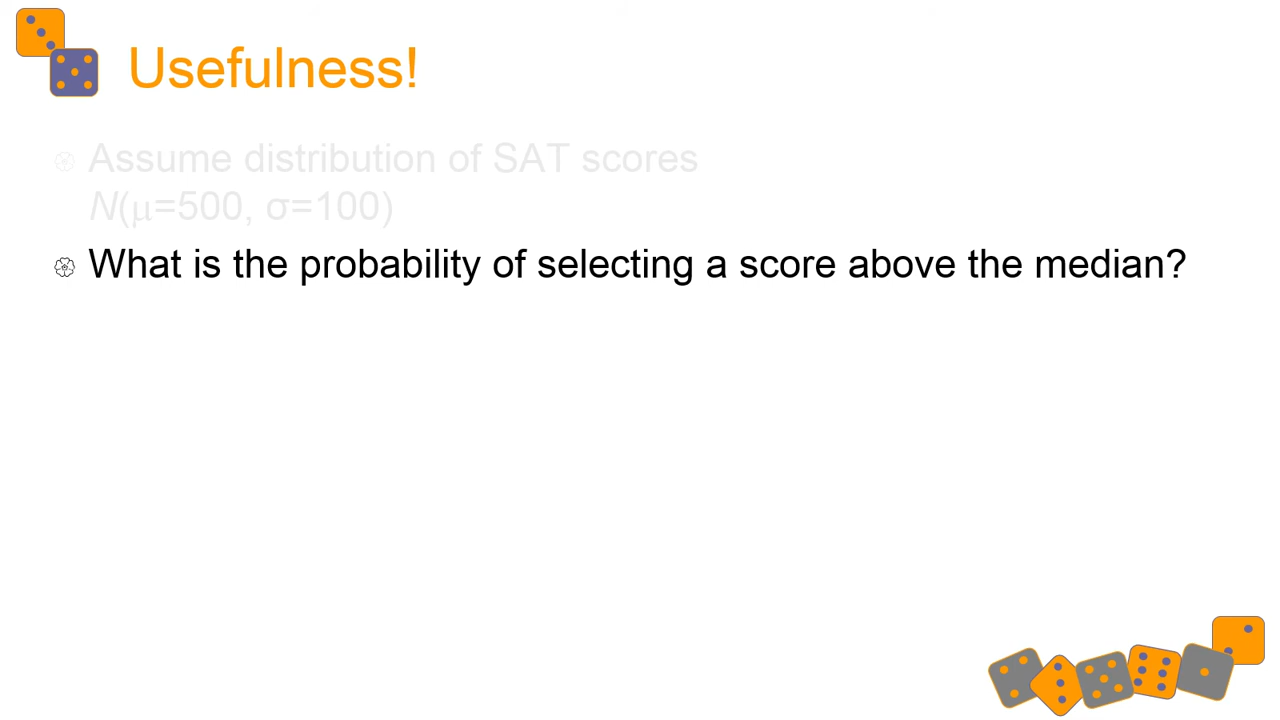 Usefulness!
Assume distribution of SAT scores
N(μ=500, σ=100)
What is the probability of selecting a score above the median?